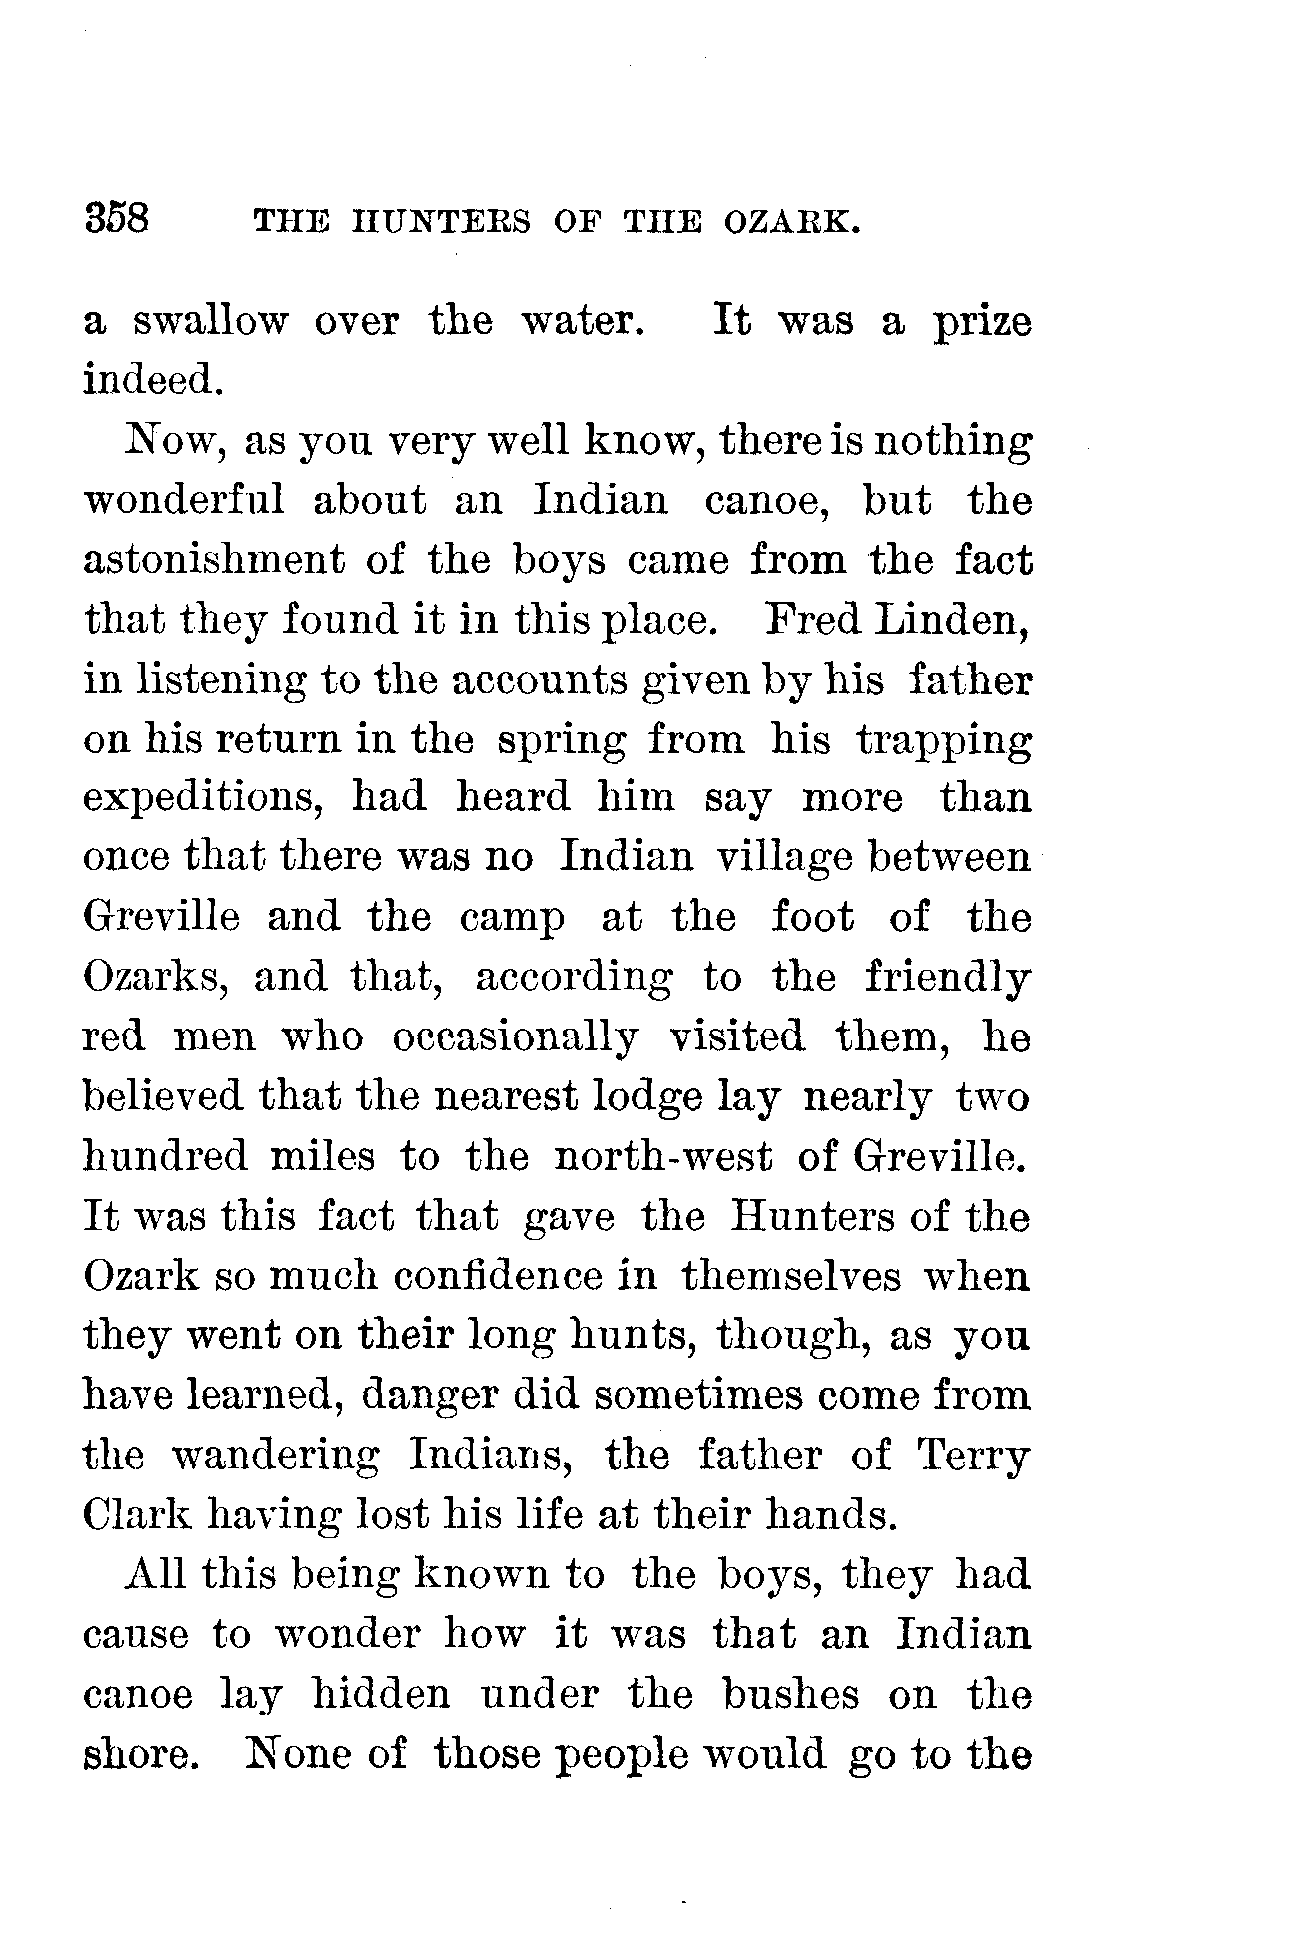 358 THE HUNTERS OF THE OZARK.
a swallow over the water. It was a prize
indeed.
Now, as you very well know, there is nothing
wonderful about an Indian canoe, but the
astonishment of the boys came from the fact
that they found it in this place. Fred Linden,
in listening to the accounts given by his father
on his return in the spring from his trapping
expeditions, had heard him say more than
once that there was no Indian village between
Greville and the camp at the foot of the
Ozarks, and that, according to the friendly
red men who occasionally visited them, he
believed that the nearest lodge lay nearly two
hundred miles to the north-west of Greville.
It was this fact that gave the Hunters of the
Ozark so much confidence in themselves when
they went on their long hunts, though, as you
have learned, danger did sometimes come from
the wandering Indians, the father of Terry
Clark having lost his life at their hands.
All this being known to the boys, they had
cause to wonder how it was that an Indian
canoe lay hidden under the bushes on the
shore. None of those people would go to the